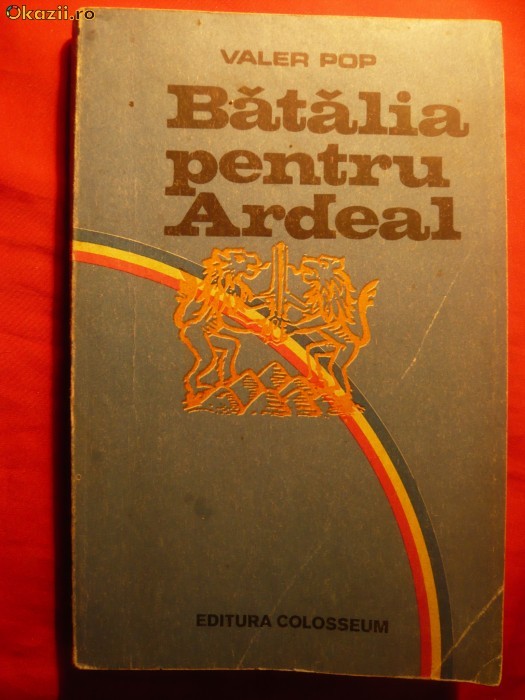 Okazii.ro
VALER POP
Bătălia
pentru
Ardeal
EDITURA COLOSSEUM